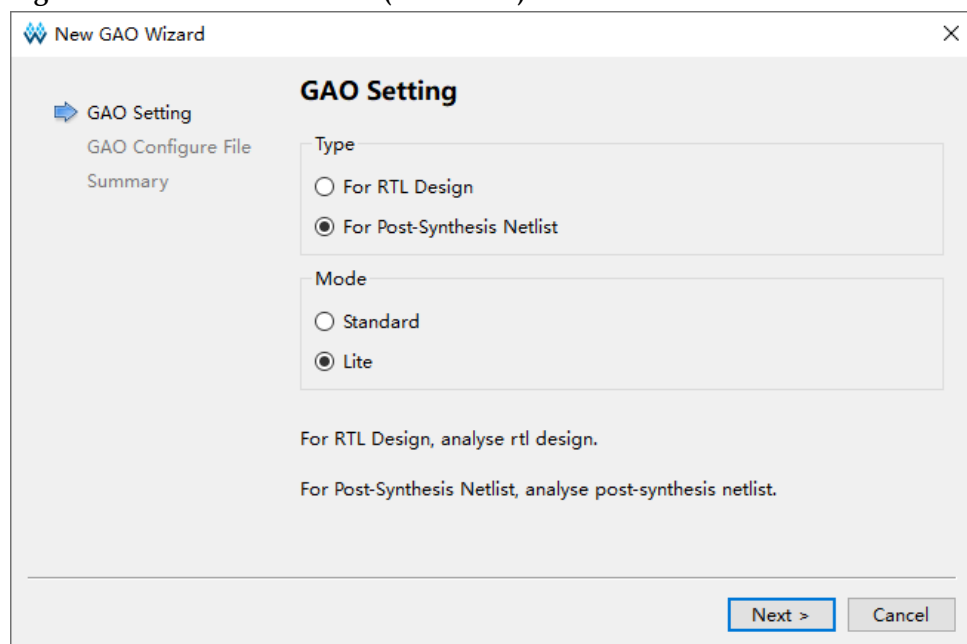 New GAO Wizard
GAO Setting
GAO Configure File
Summary
GAO Setting
Type
For RTL Design
For Post-Synthesis Netlist
Mode
Standard
Lite
For RTL Design, analyse rtl design.
For Post-Synthesis Netlist, analyse post-synthesis netlist.
Next >
Cancel